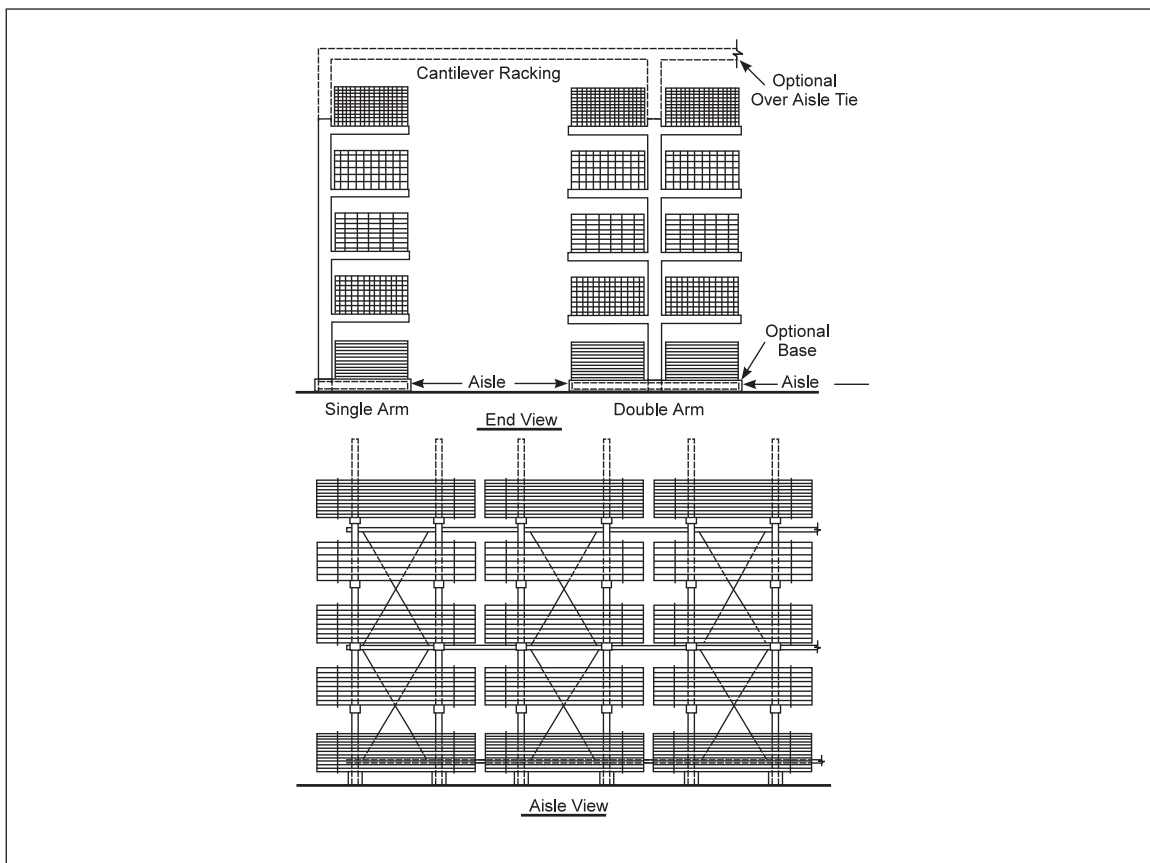 Cantilever Racking
Optional
Over Aisle Tie
Optional
Base
Aisle
Aisle
Single Arm
Double Arm
End View
Aisle View